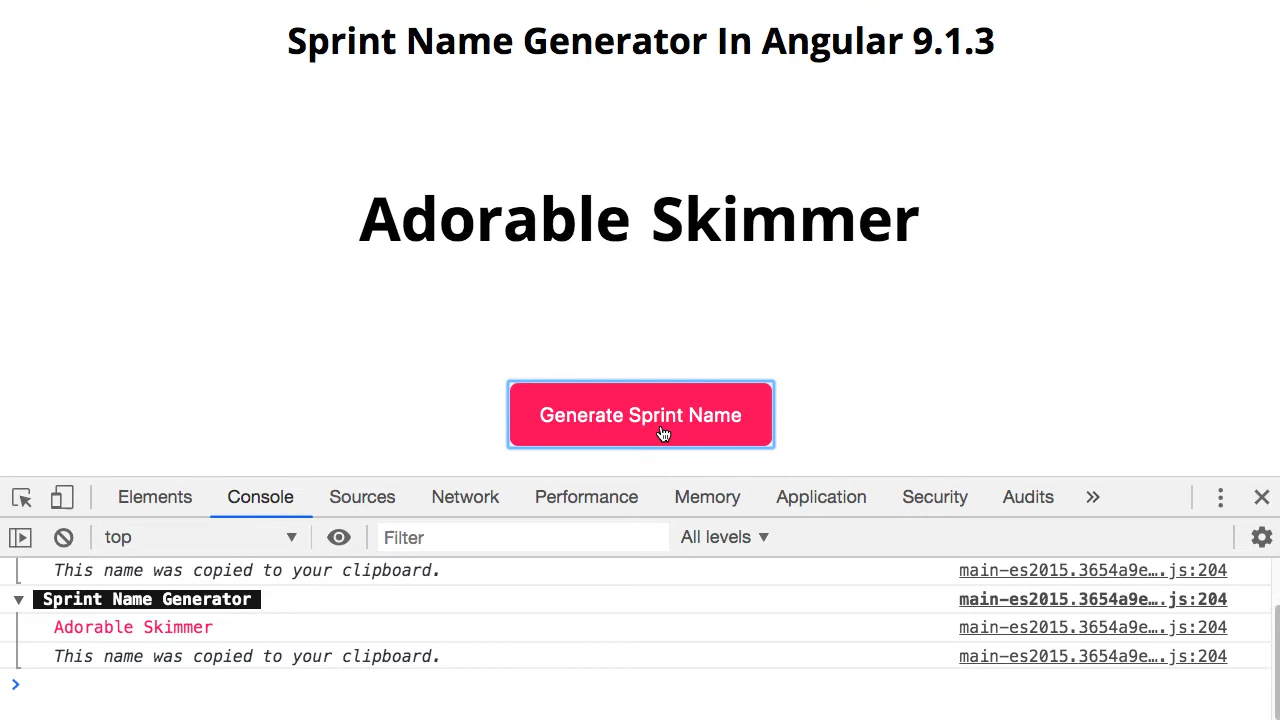 Sprint Name Generator In Angular 9.1.3
Adorable Skimmer
Generate Sprint Name
Elements Console Sources Network Performance Memory Application Security Audits »
top ▼ Filter All levels ▼
This name was copied to your clipboard. main-es2015.3654a9e….js:204
▼ Sprint Name Generator main-es2015.3654a9e….js:204
Adorable Skimmer main-es2015.3654a9e….js:204
This name was copied to your clipboard. main-es2015.3654a9e….js:204
>